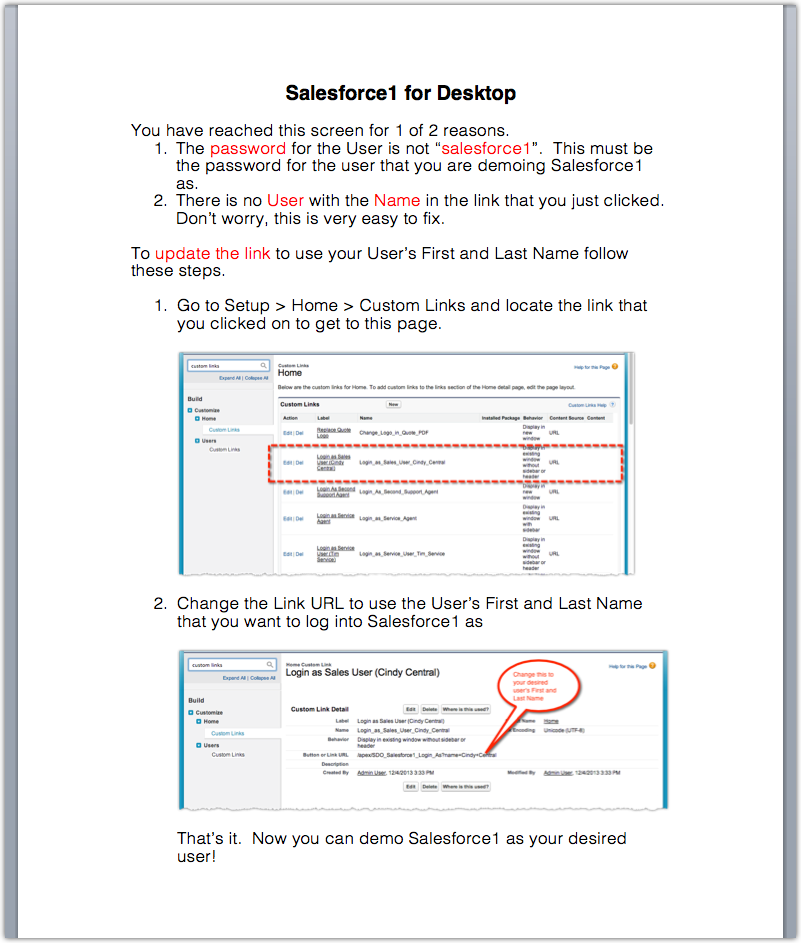 Salesforce1 for Desktop
You have reached this screen for 1 of 2 reasons.
1. The password for the User is not “salesforce1”.  This must be
the password for the user that you are demoing Salesforce1
as.
2. There is no User with the Name in the link that you just clicked.
Don’t worry, this is very easy to fix.
To update the link to use your User’s First and Last Name follow
these steps.
1. Go to Setup > Home > Custom Links and locate the link that
you clicked on to get to this page.
custom links
Expand All | Collapse All
Build
Customize
Home
Custom Links
Users
Custom Links
Custom Links
Home
Help for this Page
Below are the custom links for Home. To add custom links to the links section of the Home detail page, edit the page layout.
Custom Links New Custom Links Help ?
Action Label Name Installed Package Behavior Content Source Content
Edit | Del Replace Quote Logo Change_Logo_in_Quote_PDF Display in new window URL
Edit | Del Login as Sales User (Cindy Central) Login_as_Sales_User_Cindy_Central Display in existing window without sidebar or header URL
Edit | Del Login As Second Support Agent Login_As_Second_Support_Agent Display in new window URL
Edit | Del Login as Service Agent Login_as_Service_Agent Display in existing window with sidebar URL
Edit | Del Login as Service User (Tim Service) Login_as_Service_User_Tim_Service Display in existing window without sidebar or header URL
2. Change the Link URL to use the User’s First and Last Name
that you want to log into Salesforce1 as
custom links
Expand All | Collapse All
Build
Customize
Home
Custom Links
Users
Custom Links
Home Custom Link
Login as Sales User (Cindy Central)
Help for this Page
Change this to
your desired
user's First and
Last Name
Custom Link Detail Edit Delete Where is this used?
Label Login as Sales User (Cindy Central) Name Home
Name Login_as_Sales_User_Cindy_Central Encoding Unicode (UTF-8)
Behavior Display in existing window without sidebar or
header
Button or Link URL /apex/SDO_Salesforce1_Login_As?name=Cindy+Central
Description
Created By Admin User, 12/4/2013 3:33 PM Modified By Admin User, 12/4/2013 3:33 PM
Edit Delete Where is this used?
That’s it.  Now you can demo Salesforce1 as your desired
user!